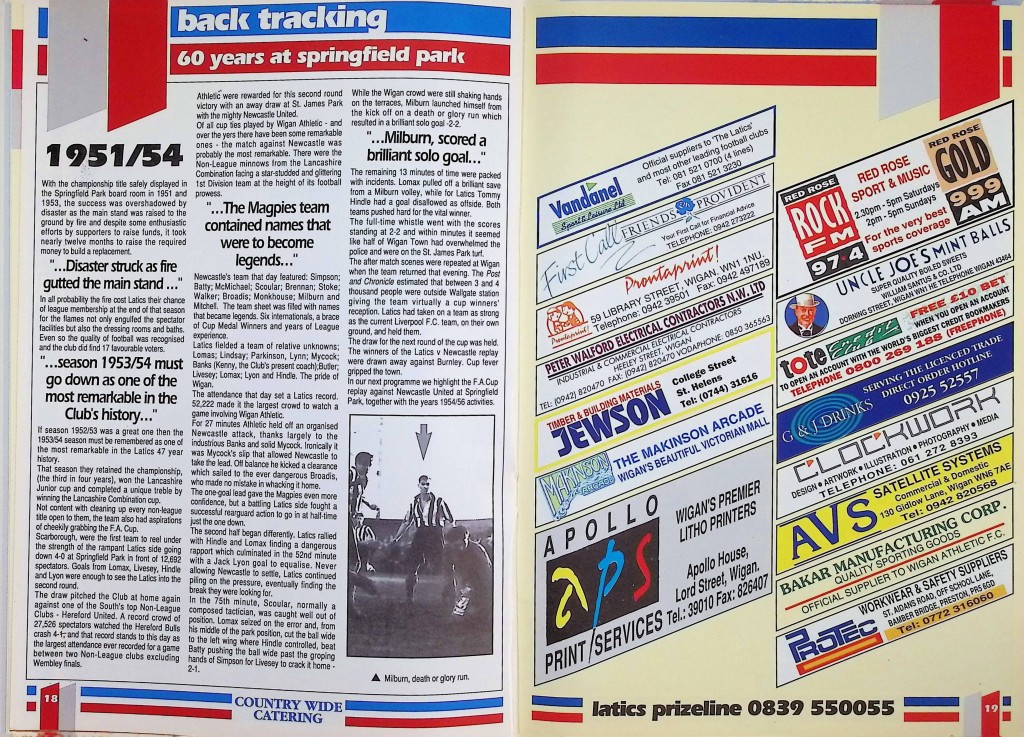 back tracking
60 years at springfield park
1951/54
With the championship title safely displayed in
the Springfield Park board room in 1951 and
1953, the success was overshadowed by
disaster as the main stand was raised to the
ground by fire and despite some enthusiastic
efforts by supporters to raise funds, it took
nearly twelve months to raise the required
money to build a replacement.
"...Disaster struck as fire
gutted the main stand ..."
In all probability the fire cost Latics their chance
of league membership at the end of that season
for the flames not only engulfed the spectator
facilities but also the dressing rooms and baths.
Even so the quality of football was recognised
and the club did find 17 favourable voters.
"...season 1953/54 must
go down as one of the
most remarkable in the
Club's history..."
If season 1952/53 was a great one then the
1953/54 season must be remembered as one of
the most remarkable in the Latics 47 year
history.
That season they retained the championship,
(the third in four years), won the Lancashire
Junior cup and completed a unique treble by
winning the Lancashire Combination cup.
Not content with cleaning up every non-league
title open to them, the team also had aspirations
of cheekily grabbing the F.A. Cup.
Scarborough, were the first team to reel under
the strength of the rampant Latics side going
down 4-0 at Springfield Park in front of 12,692
spectators. Goals from Lomax, Livesey, Hindle
and Lyon were enough to see the Latics into the
second round.
The draw pitched the Club at home again
against one of the South's top Non-League
Clubs - Hereford United. A record crowd of
27,526 spectators watched the Hereford Bulls
crash 4-1, and that record stands to this day as
the largest attendance ever recorded for a game
between two Non-League clubs excluding
Wembley finals.
Athletic were rewarded for this second round
victory with an away draw at St. James Park
with the mighty Newcastle United.
Of all cup ties played by Wigan Athletic - and
over the yers there have been some remarkable
ones - the match against Newcastle was
probably the most remarkable. There were the
Non-League minnows from the Lancashire
Combination facing a star-studded and glittering
1st Division team at the height of its football
prowess.
"...The Magpies team
contained names that
were to become
legends..."
Newcastle's team that day featured: Simpson;
Batty; McMichael; Scoular; Brennan; Stoke;
Walker; Broadis; Monkhouse; Milburn and
Mitchell. The team sheet was filled with names
that became legends. Six internationals, a brace
of Cup Medal Winners and years of League
experience.
Latics fielded a team of relative unknowns;
Lomas; Lindsay; Parkinson, Lynn; Mycock;
Banks (Kenny, the Club's present coach);Butler;
Livesey; Lomax; Lyon and Hindle. The pride of
Wigan.
The attendance that day set a Latics record.
52,222 made it the largest crowd to watch a
game involving Wigan Athletic.
For 27 minutes Athletic held off an organised
Newcastle attack, thanks largely to the
industrious Banks and solid Mycock. Ironically it
was Mycock's slip that allowed Newcastle to
take the lead. Off balance he kicked a clearance
which sailed to the ever dangerous Broadis,
who made no mistake in whacking it home.
The one-goal lead gave the Magpies even more
confidence, but a battling Latics side fought a
successful rearguard action to go in at half-time
just the one down.
The second half began differently. Latics rallied
with Hindle and Lomax finding a dangerous
rapport which culminated in the 52nd minute
with a Jack Lyon goal to equalise. Never
allowing Newcastle to settle, Latics continued
piling on the pressure, eventually finding the
break they were looking for.
In the 75th minute, Scoular, normally a
composed tactician, was caught well out of
position. Lomax seized on the error and, from
his middle of the park position, cut the ball wide
to the left wing where Hindle controlled, beat
Batty pushing the ball wide past the groping
hands of Simpson for Livesey to crack it home -
2-1.
While the Wigan crowd were still shaking hands
on the terraces, Milburn launched himself from
the kick off on a death or glory run which
resulted in a brilliant solo goal -2-2.
"...Milburn, scored a
brilliant solo goal..."
The remaining 13 minutes of time were packed
with incidents. Lomax pulled off a brilliant save
from a Milburn volley, while for Latics Tommy
Hindle had a goal disallowed as offside. Both
teams pushed hard for the vital winner.
The full-time whistle went with the scores
standing at 2-2 and within minutes it seemed
like half of Wigan Town had overwhelmed the
police and were on the St. James Park turf.
The after match scenes were repeated at Wigan
when the team returned that evening. The Post
and Chronicle estimated that between 3 and 4
thousand people were outside Wallgate station
giving the team virtually a cup winners'
reception. Latics had taken on a team as strong
as the current Liverpool F.C. team, on their own
ground, and held them.
The draw for the next round of the cup was held.
The winners of the Latics v Newcastle replay
were drawn away against Burnley. Cup fever
gripped the town.
In our next programme we highlight the F.A.Cup
replay against Newcastle United at Springfield
Park, together with the years 1954/56 activities.
▲ Milburn, death or glory run.
18
COUNTRY WIDE
CATERING
Vandanel
Sport & Leisure Ltd
Official suppliers to 'The Latics'
and most other leading football clubs
Tel: 061 521 0700 (4 lines)
Fax 061 521 3230
First Call
FRIENDS PROVIDENT
Your First Call for Financial Advice
TELEPHONE: 0942 273222
Prontaprint!
59 LIBRARY STREET, WIGAN, WN1 1NU.
Telephone: 0942 39501 Fax: 0942 497189
PETER WALFORD ELECTRICAL CONTRACTORS N.W. LTD
INDUSTRIAL & COMMERCIAL ELECTRICAL CONTRACTORS
HEELEY STREET, WIGAN
TEL: (0942) 820470 FAX: (0942) 820470 VODAPHONE: 0850 365563
TIMBER & BUILDING MATERIALS
JEWSON
College Street
St. Helens
Tel: (0744) 31616
MAKINSON
ARCADE
THE MAKINSON ARCADE
WIGAN'S BEAUTIFUL VICTORIAN MALL
APOLLO
aps
PRINT/SERVICES
WIGAN'S PREMIER
LITHO PRINTERS
Apollo House,
Lord Street, Wigan.
Tel.: 39010 Fax: 826407
RED ROSE
ROCK
FM
97·4
RED ROSE
SPORT & MUSIC
2.30pm - 5pm Saturdays
2pm - 5pm Sundays
For the very best
sports coverage
RED ROSE
GOLD
999
AM
UNCLE JOE'S MINT BALLS
SUPER QUALITY BOILED SWEETS
WILLIAM SANTUS & CO. LTD
DORNING STREET, WIGAN WN1 1HE TELEPHONE WIGAN 43464
tote
CREDIT
FREE £10 BET
WHEN YOU OPEN AN ACCOUNT
TO OPEN AN ACCOUNT WITH THE WORLD'S BIGGEST CREDIT BOOKMAKERS
TELEPHONE 0800 269 188 (FREEPHONE)
G & J DRINKS
SERVING THE LICENCED TRADE
DIRECT ORDER HOTLINE
0925 52557
CLOCKWORK
DESIGN • ARTWORK • ILLUSTRATION • PHOTOGRAPHY • MEDIA
TELEPHONE: 061 272 8393
AVS
SATELLITE SYSTEMS
Commercial & Domestic
130 Gidlow Lane, Wigan WN6 7AE
Tel: 0942 820568
BAKAR MANUFACTURING CORP.
QUALITY SPORTING GOODS
OFFICIAL SUPPLIER TO WIGAN ATHLETIC F.C.
PROTEC
WORKWEAR & SAFETY SUPPLIERS
ST. AIDANS ROAD, OFF SCHOOL LANE,
BAMBER BRIDGE, PRESTON, PR5 6GD
Tel: 0772 316060
latics prizeline 0839 550055
19